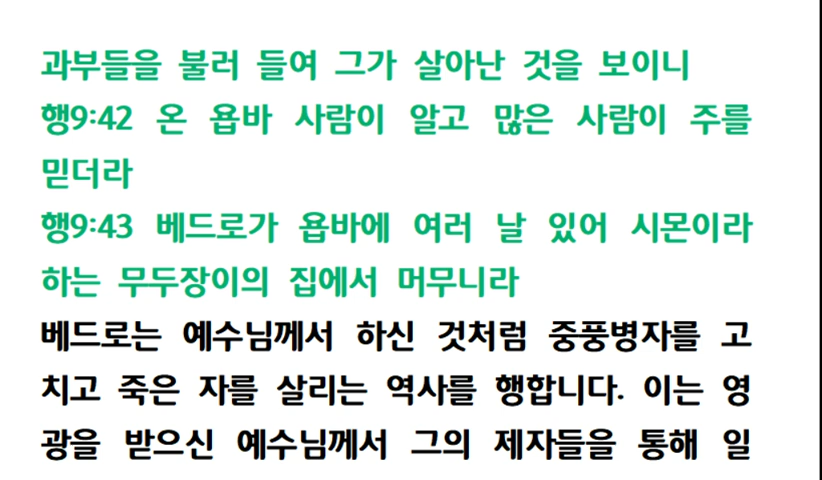 과부들을 불러 들여 그가 살아난 것을 보이니
행9:42 온 욥바 사람이 알고 많은 사람이 주를
믿더라
행9:43 베드로가 욥바에 여러 날 있어 시몬이라
하는 무두장이의 집에서 머무니라
베드로는 예수님께서 하신 것처럼 중풍병자를 고
치고 죽은 자를 살리는 역사를 행합니다. 이는 영
광을 받으신 예수님께서 그의 제자들을 통해 일